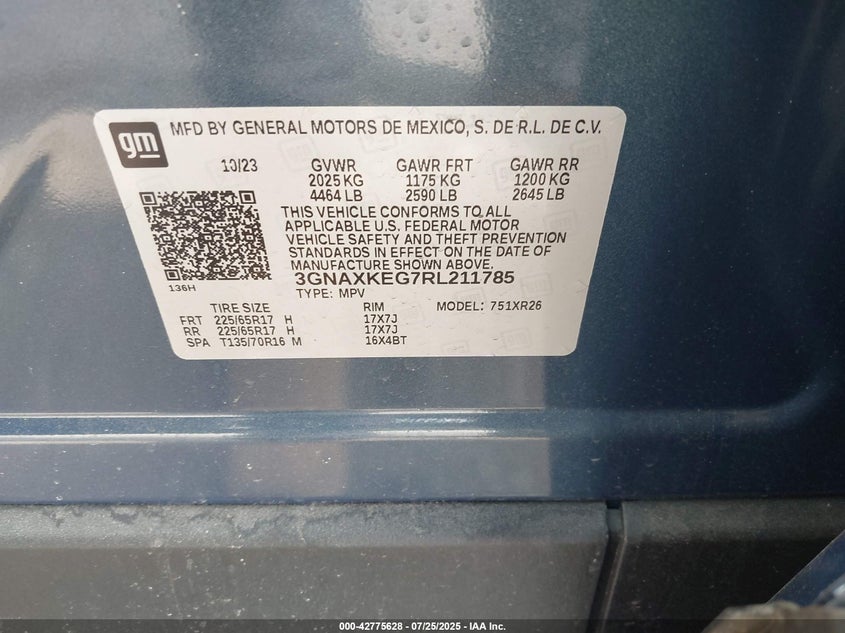 gm
MFD BY GENERAL MOTORS DE MEXICO, S. DE R.L. DE C.V.
10/23 GVWR GAWR FRT GAWR RR
2025 KG 1175 KG 1200 KG
4464 LB 2590 LB 2645 LB
THIS VEHICLE CONFORMS TO ALL
APPLICABLE U.S. FEDERAL MOTOR
VEHICLE SAFETY AND THEFT PREVENTION
STANDARDS IN EFFECT ON THE DATE OF
MANUFACTURE SHOWN ABOVE.
136H
3GNAXKEG7RL211785
TYPE: MPV
TIRE SIZE RIM MODEL: 751XR26
FRT 225/65R17 H 17X7J
RR 225/65R17 H 17X7J
SPA T135/70R16 M 16X4BT
000-42775628 - 07/25/2025 - IAA Inc.